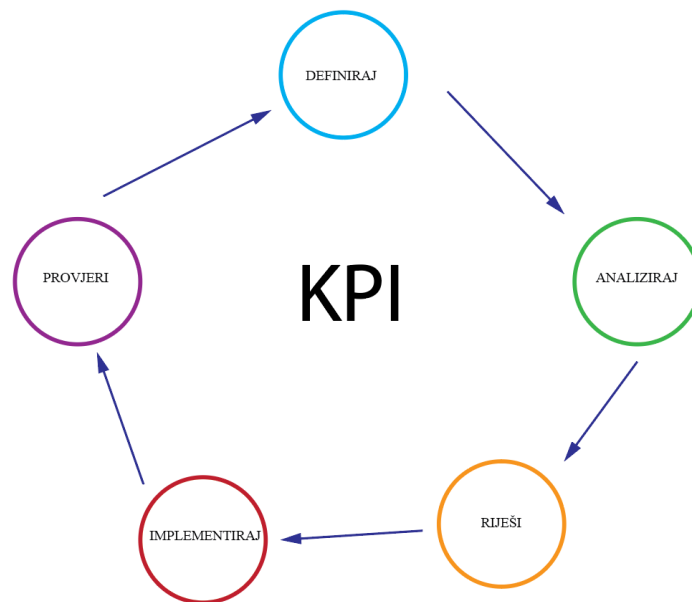 DEFINIRAJ
PROVJERI
KPI
ANALIZIRAJ
IMPLEMENTIRAJ
RIJEŠI